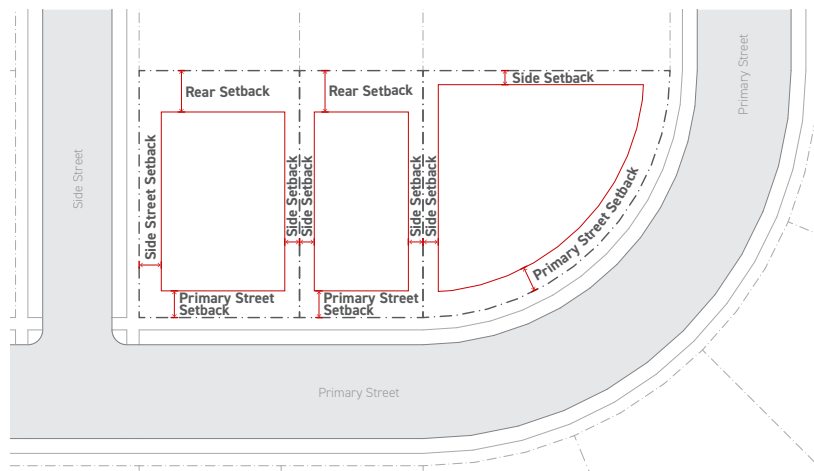 Side Setback
Primary Street
Rear Setback
Rear Setback
Side Street
Side Street Setback
Side Setback
Side Setback
Side Setback
Side Setback
Primary Street Setback
Primary Street
Setback
Primary Street
Setback
Primary Street